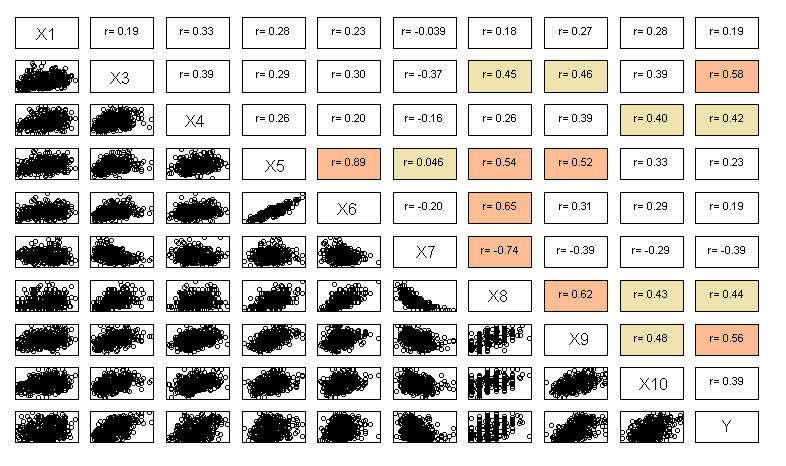 X1 r= 0.19 r= 0.33 r= 0.28 r= 0.23 r= -0.039 r= 0.18 r= 0.27 r= 0.28 r= 0.19
X3 r= 0.39 r= 0.29 r= 0.30 r= -0.37 r= 0.45 r= 0.46 r= 0.39 r= 0.58
X4 r= 0.26 r= 0.20 r= -0.16 r= 0.26 r= 0.39 r= 0.40 r= 0.42
X5 r= 0.89 r= 0.046 r= 0.54 r= 0.52 r= 0.33 r= 0.23
X6 r= -0.20 r= 0.65 r= 0.31 r= 0.29 r= 0.19
X7 r= -0.74 r= -0.39 r= -0.29 r= -0.39
X8 r= 0.62 r= 0.43 r= 0.44
X9 r= 0.48 r= 0.56
X10 r= 0.39
Y